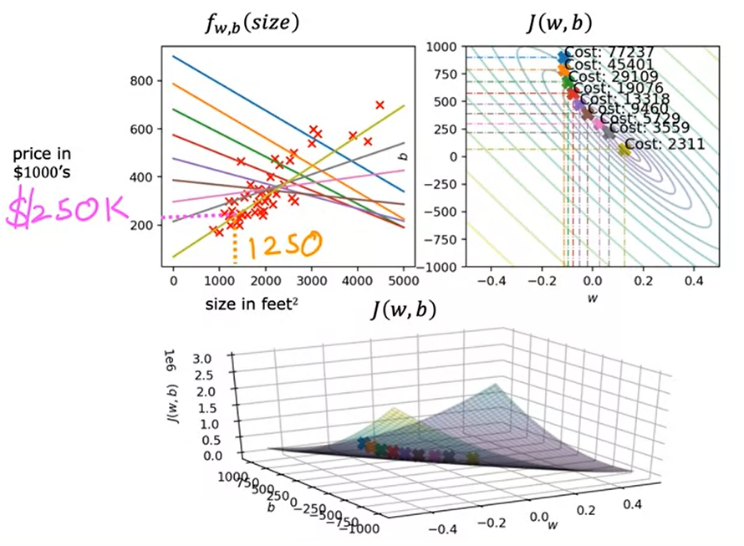 f_{w,b}(size)
J(w,b)
800
600
400
200
0
1000
2000
3000
4000
5000
price in
$1000's
$250K
1250
size in feet²
1000
750
500
250
0
−250
−500
−750
−1000
b
Cost: 77237
Cost: 45401
Cost: 29109
Cost: 19076
Cost: 13318
Cost: 9460
Cost: 5729
Cost: 3559
Cost: 2311
−0.4
−0.2
0.0
0.2
0.4
w
J(w,b)
1e6
J(w, b)
3.0
2.5
2.0
1.5
1.0
0.5
0.0
1000
750
500
250
0
−250
−500
−750
−1000
b
−0.4
−0.2
0.0
0.2
0.4
w